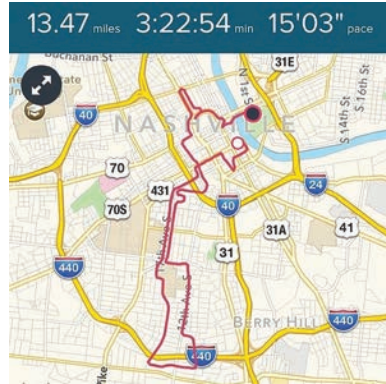 13.47 miles 3:22:54 min 15'03" pace
Buchanan St
31E
N 1st S
State
S 14th St
S 16th St
40
NASHVILLE
70
24
431
70S
40
41
31A
31
440
12th Ave S
BERRY HILL
440
440